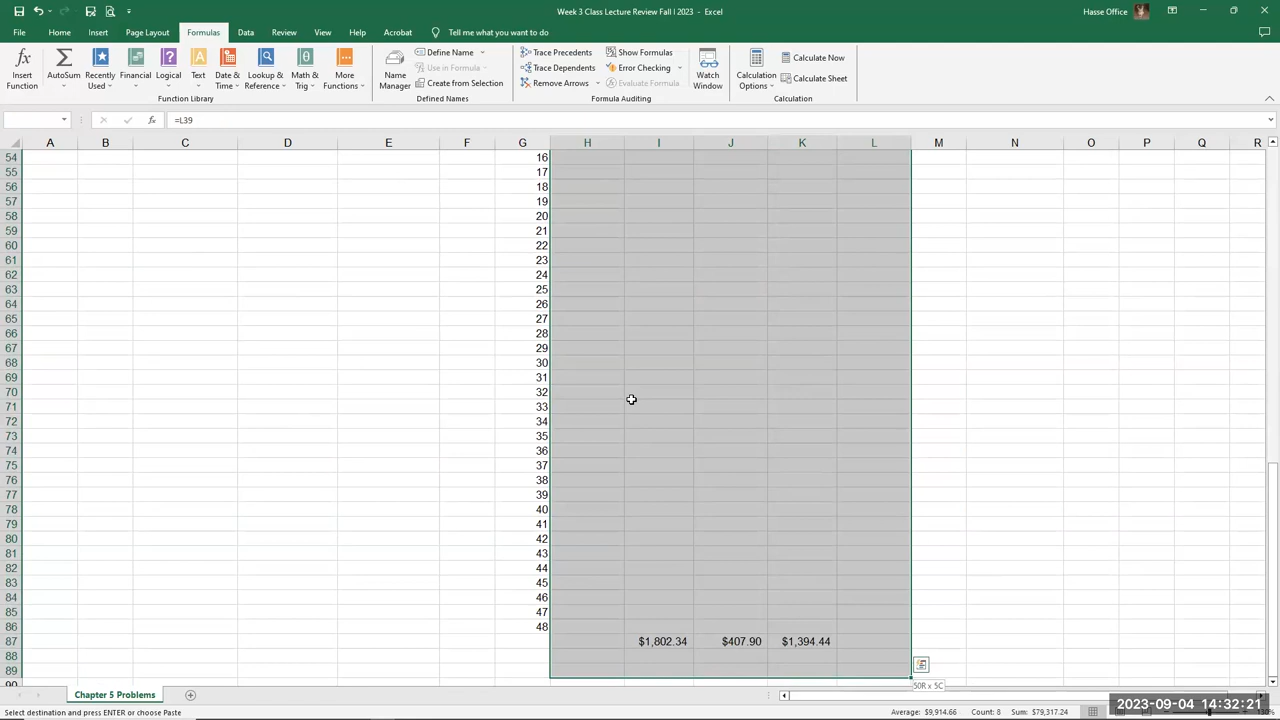 Week 3 Class Lecture Review Fall I 2023 - Excel
Hasse Office
File Home Insert Page Layout Formulas Data Review View Help Acrobat Tell me what you want to do
Insert Function
AutoSum
Recently Used
Financial
Logical
Text
Date & Time
Lookup & Reference
Math & Trig
More Functions
Function Library
Name Manager
Define Name
Use in Formula
Create from Selection
Defined Names
Trace Precedents
Trace Dependents
Remove Arrows
Show Formulas
Error Checking
Evaluate Formula
Formula Auditing
Watch Window
Calculation Options
Calculate Now
Calculate Sheet
Calculation
fx =L39
A B C D E F G H I J K L M N O P Q R
54 16
55 17
56 18
57 19
58 20
59 21
60 22
61 23
62 24
63 25
64 26
65 27
66 28
67 29
68 30
69 31
70 32
71 33
72 34
73 35
74 36
75 37
76 38
77 39
78 40
79 41
80 42
81 43
82 44
83 45
84 46
85 47
86 48
87 $1,802.34 $407.90 $1,394.44
88
89
90
50R x 5C
Chapter 5 Problems
Select destination and press ENTER or choose Paste
Average: $9,914.66 Count: 8 Sum: $79,317.24
2023-09-04 14:32:21